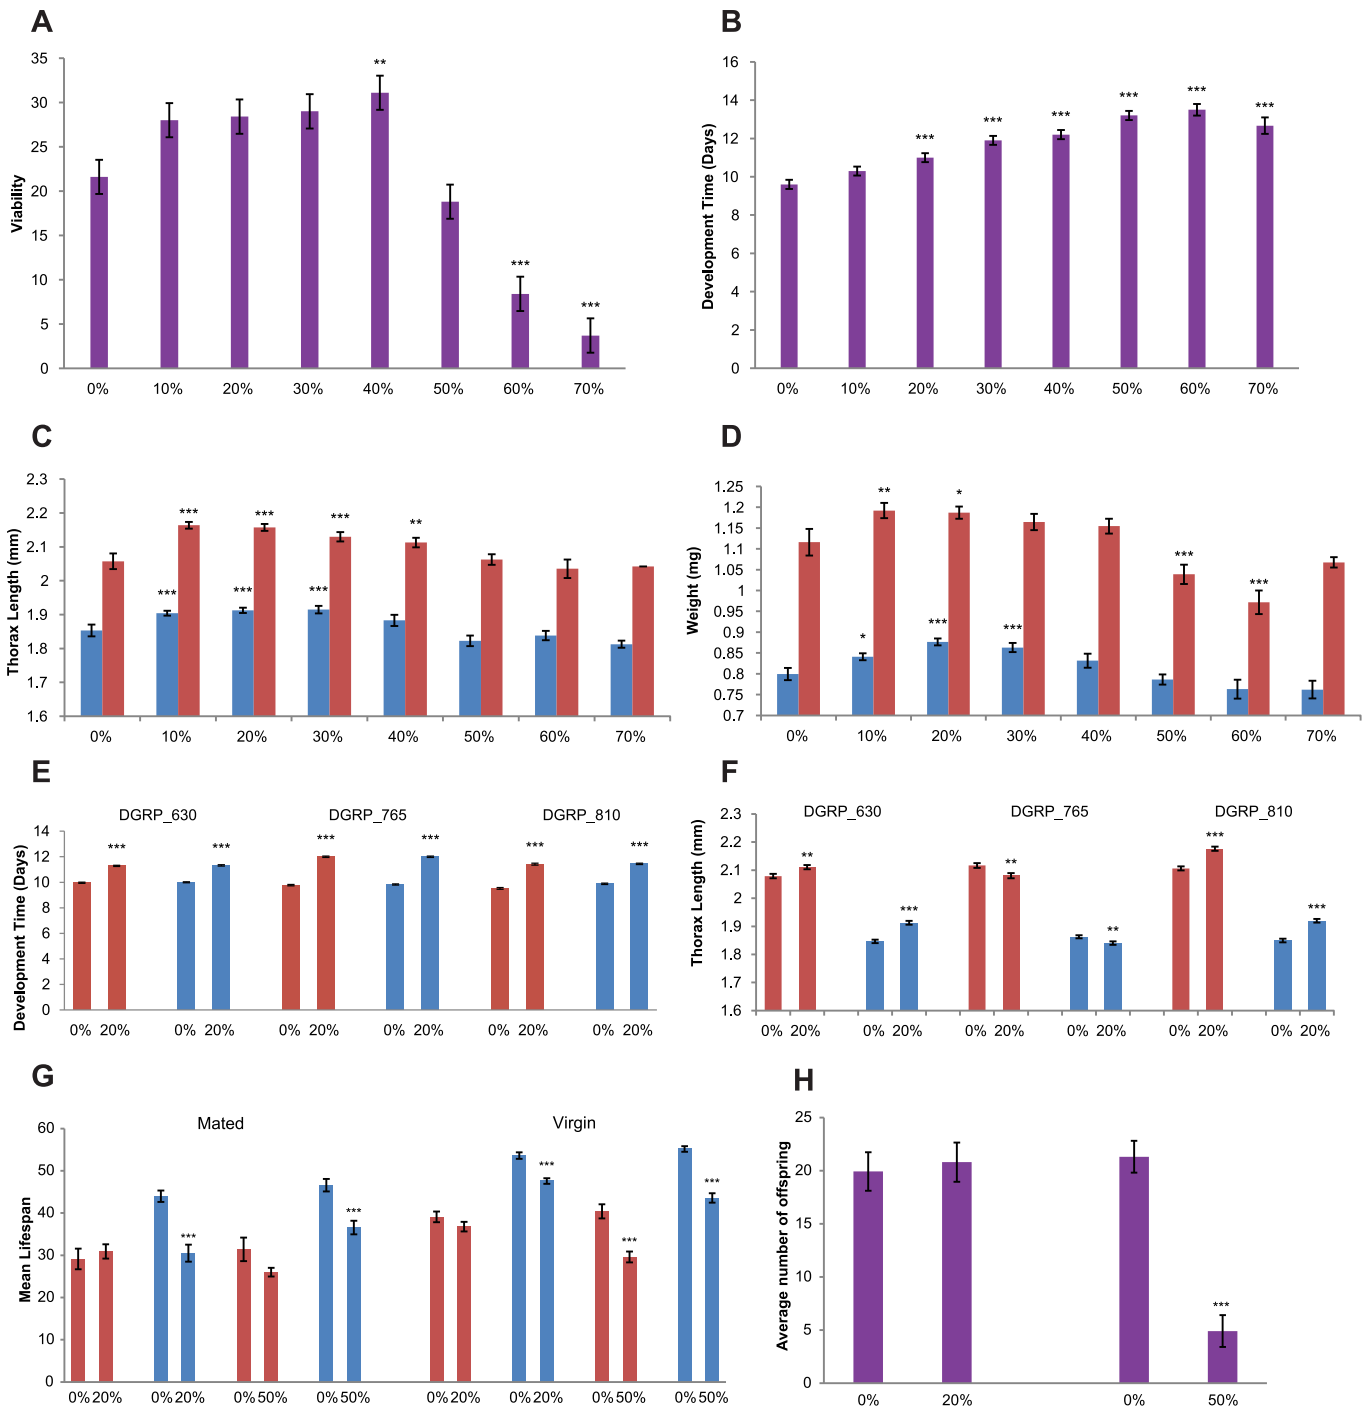 A
35
30
25
20
15
10
5
0
Viability
**
***
***
0% 10% 20% 30% 40% 50% 60% 70%
B
16
14
12
10
8
6
4
2
0
Development Time (Days)
*** *** *** *** *** ***
0% 10% 20% 30% 40% 50% 60% 70%
C
2.3
2.2
2.1
2
1.9
1.8
1.7
1.6
Thorax Length (mm)
*** *** *** **
*** *** ***
0% 10% 20% 30% 40% 50% 60% 70%
D
1.25
1.2
1.15
1.1
1.05
1
0.95
0.9
0.85
0.8
0.75
0.7
Weight (mg)
** * *** ***
* *** ***
0% 10% 20% 30% 40% 50% 60% 70%
E
DGRP_630 DGRP_765 DGRP_810
14
12
10
8
6
4
2
0
Development Time (Days)
*** *** *** *** *** ***
0% 20% 0% 20% 0% 20% 0% 20% 0% 20% 0% 20%
F
DGRP_630 DGRP_765 DGRP_810
2.3
2.2
2.1
2
1.9
1.8
1.7
1.6
Thorax Length (mm)
** *** ** ** *** ***
0% 20% 0% 20% 0% 20% 0% 20% 0% 20% 0% 20%
G
Mated Virgin
60
50
40
30
20
10
0
Mean Lifespan
*** *** *** *** ***
0% 20% 0% 20% 0% 50% 0% 50% 0% 20% 0% 20% 0% 50% 0% 50%
H
25
20
15
10
5
0
Average number of offspring
***
0% 20% 0% 50%